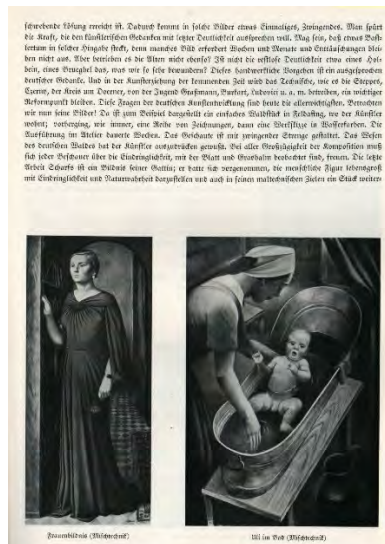 schwebende Lösung erreicht ist. Dadurch kommt in solche Bilder etwas Einmaliges, Zwingendes. Man spürt
die Kraft, die den künstlerischen Gedanken mit letzter Deutlichkeit aussprechen will. Mag sein, daß etwas Bos-
lertum in solcher Hingabe steckt, denn manches Bild erfordert Wochen und Monate und Enttäuschungen blei-
ben nicht aus. Aber betrieben es die Alten nicht ebenso? Ist nicht die restlose Deutlichkeit etwa eines Hol-
bein, eines Brueghel das, was wir so sehr bewundern? Dieses handwerkliche Vorgehen ist ein ausgesprochen
deutscher Gedanke. Und in der Kunsterziehung der kommenden Zeit wird das Technische, wie es die Stepper,
Czerny, der Kreis um Doerner, von der Jugend Graßmann, Burkart, Ludovici u. a. m. betreiben, ein wichtiger
Reformpunkt bleiben. Diese Fragen der deutschen Kunstentwicklung sind heute die allerwichtigsten. Betrachten
wir nun seine Bilder! Da ist zum Beispiel dargestellt ein einfaches Waldstück in Feldafing, wo der Künstler
wohnt; vorherging, wie immer, eine Reihe von Zeichnungen, dann eine Werkskizze in Wasserfarben. Die
Ausführung im Atelier dauerte Wochen. Das Geschaute ist mit zwingender Strenge gestaltet. Das Wesen
des deutschen Waldes hat der Künstler auszudrücken gewußt. Bei aller Großzügigkeit der Komposition muß
sich jeder Beschauer über die Eindringlichkeit, mit der Blatt und Grashalm beobachtet sind, freuen. Die letzte
Arbeit Scharfs ist ein Bildnis seiner Gattin; er hatte sich vorgenommen, die menschliche Figur lebensgroß
mit Eindringlichkeit und Naturwahrheit darzustellen und auch in seinen maltechnischen Zielen ein Stück weiter-
Frauenbildnis (Mischtechnik)
Uli im Bad (Mischtechnik)